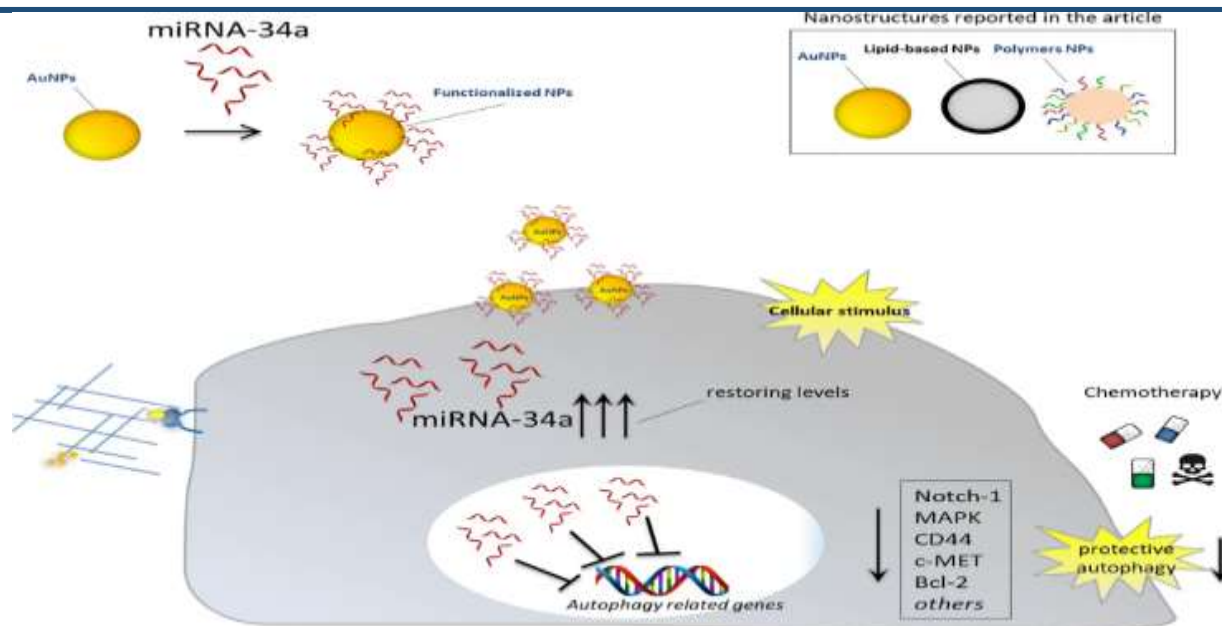 miRNA-34a
AuNPs
Functionalized NPs
Nanostructures reported in the article
AuNPs
Lipid-based NPs
Polymers NPs
AuNPs
AuNPs
AuNPs
Cellular stimulus
restoring levels
miRNA-34a
Chemotherapy
Notch-1
MAPK
CD44
c-MET
Bcl-2
others
protective
autophagy
Autophagy related genes